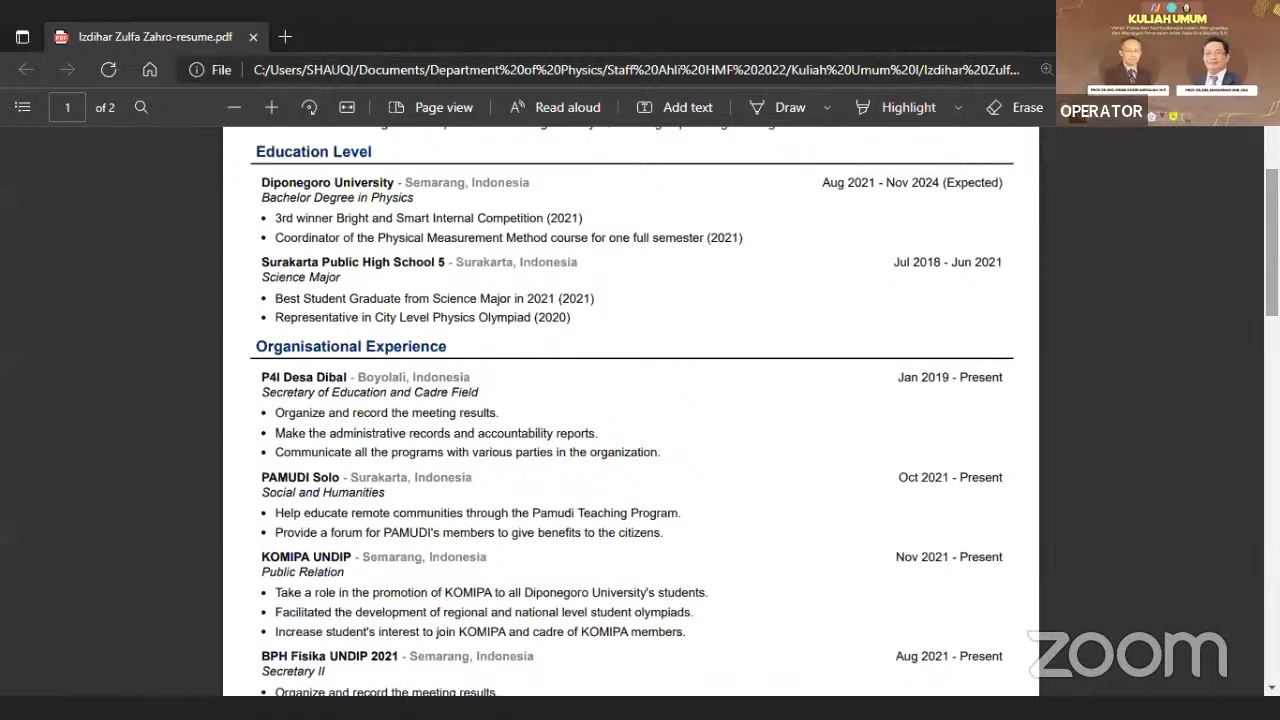 Izdihar Zulfa Zahro-resume.pdf
File C:/Users/SHAUQI/Documents/Department%20of%20Physics/Staff%20Ahli%20HMF%202022/Kuliah%20Umum%20I/Izdihar%20Zulf...
1 of 2 Page view Read aloud Add text Draw Highlight Erase
KULIAH UMUM
OPERATOR
Education Level
Diponegoro University - Semarang, Indonesia Aug 2021 - Nov 2024 (Expected)
Bachelor Degree in Physics
• 3rd winner Bright and Smart Internal Competition (2021)
• Coordinator of the Physical Measurement Method course for one full semester (2021)
Surakarta Public High School 5 - Surakarta, Indonesia Jul 2018 - Jun 2021
Science Major
• Best Student Graduate from Science Major in 2021 (2021)
• Representative in City Level Physics Olympiad (2020)
Organisational Experience
P4I Desa Dibal - Boyolali, Indonesia Jan 2019 - Present
Secretary of Education and Cadre Field
• Organize and record the meeting results.
• Make the administrative records and accountability reports.
• Communicate all the programs with various parties in the organization.
PAMUDI Solo - Surakarta, Indonesia Oct 2021 - Present
Social and Humanities
• Help educate remote communities through the Pamudi Teaching Program.
• Provide a forum for PAMUDI's members to give benefits to the citizens.
KOMIPA UNDIP - Semarang, Indonesia Nov 2021 - Present
Public Relation
• Take a role in the promotion of KOMIPA to all Diponegoro University's students.
• Facilitated the development of regional and national level student olympiads.
• Increase student's interest to join KOMIPA and cadre of KOMIPA members.
BPH Fisika UNDIP 2021 - Semarang, Indonesia Aug 2021 - Present
Secretary II
• Organize and record the meeting results.
zoom